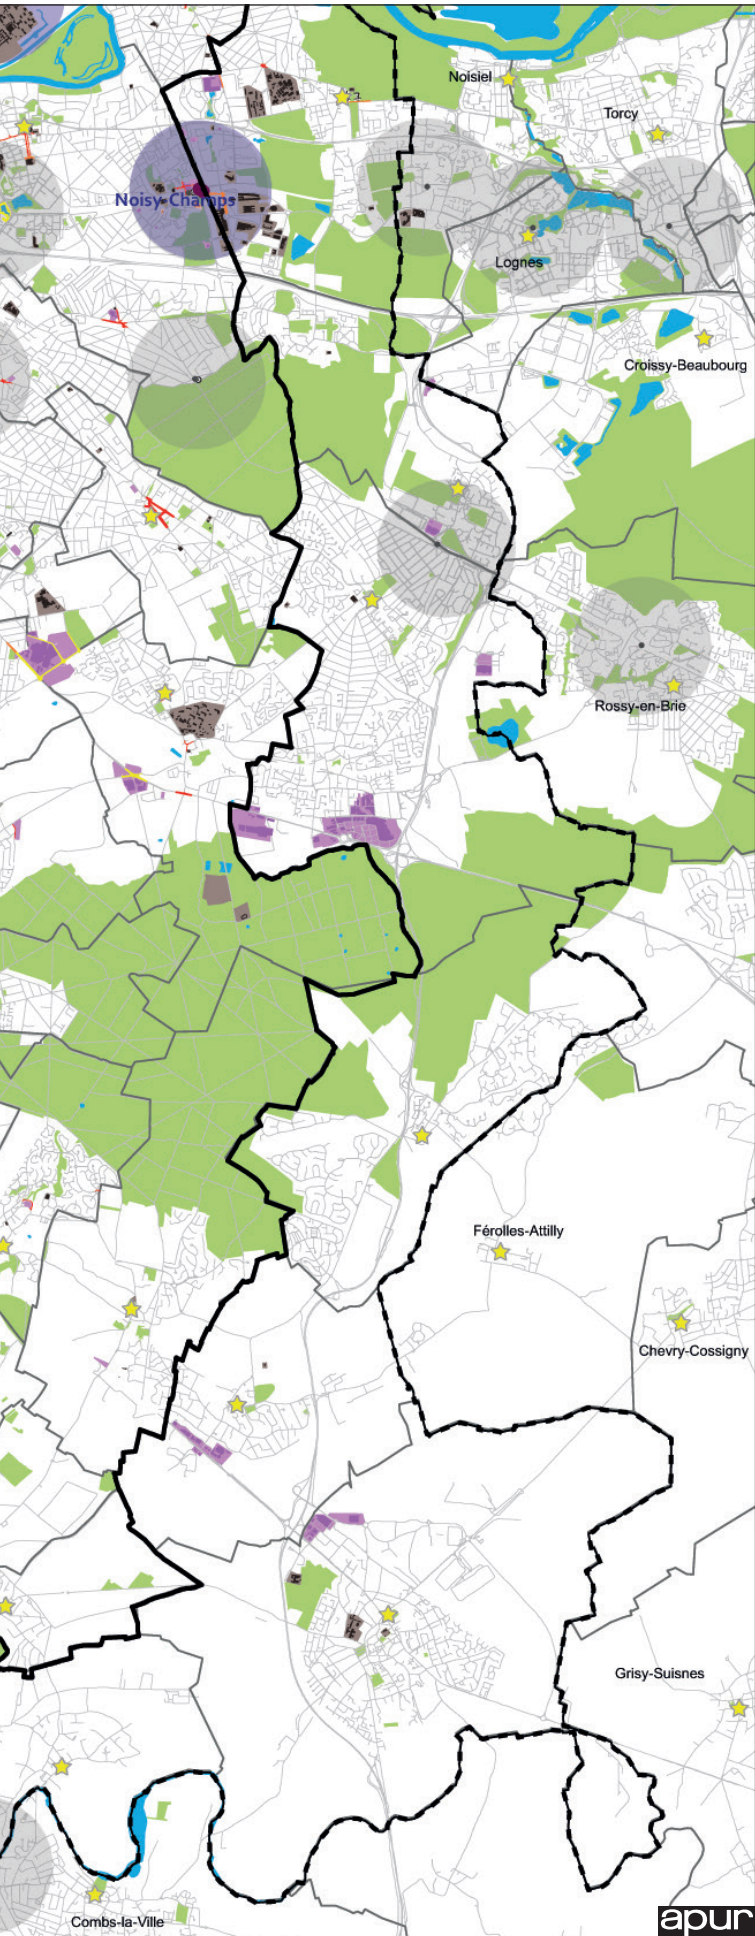 Noisiel
Torcy
Noisy-Champs
Lognes
Croissy-Beaubourg
Rossy-en-Brie
Férolles-Attilly
Chevry-Cossigny
Grisy-Suisnes
Combs-la-Ville
apur